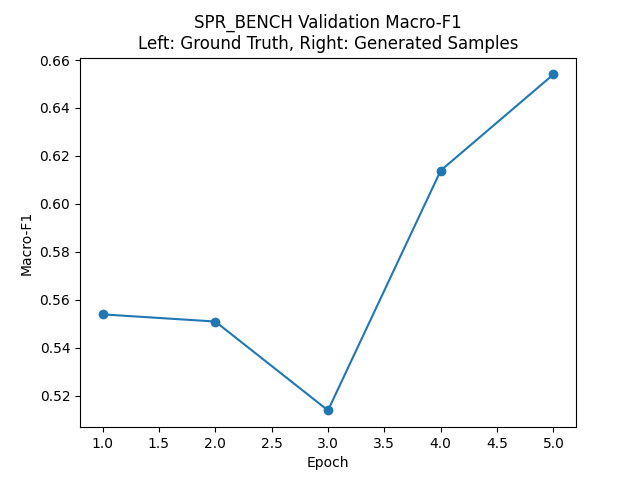 SPR_BENCH Validation Macro-F1
Left: Ground Truth, Right: Generated Samples
Macro-F1
0.66
0.64
0.62
0.60
0.58
0.56
0.54
0.52
1.0 1.5 2.0 2.5 3.0 3.5 4.0 4.5 5.0
Epoch